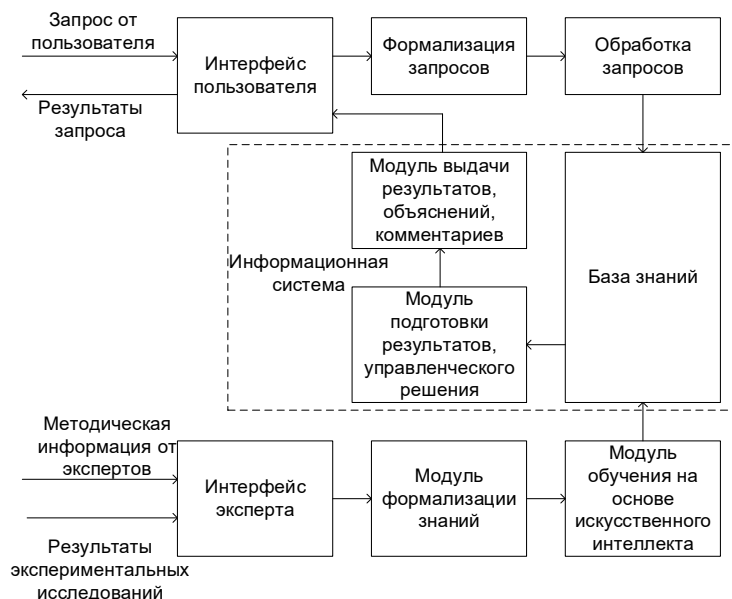 Запрос от
пользователя
Результаты
запроса
Интерфейс
пользователя
Формализация
запросов
Обработка
запросов
Модуль выдачи
результатов,
объяснений,
комментариев
Информационная
система
Модуль
подготовки
результатов,
управленческого
решения
База знаний
Методическая
информация от
экспертов
Результаты
экспериментальных
исследований
Интерфейс
эксперта
Модуль
формализации
знаний
Модуль
обучения на
основе
искусственного
интеллекта